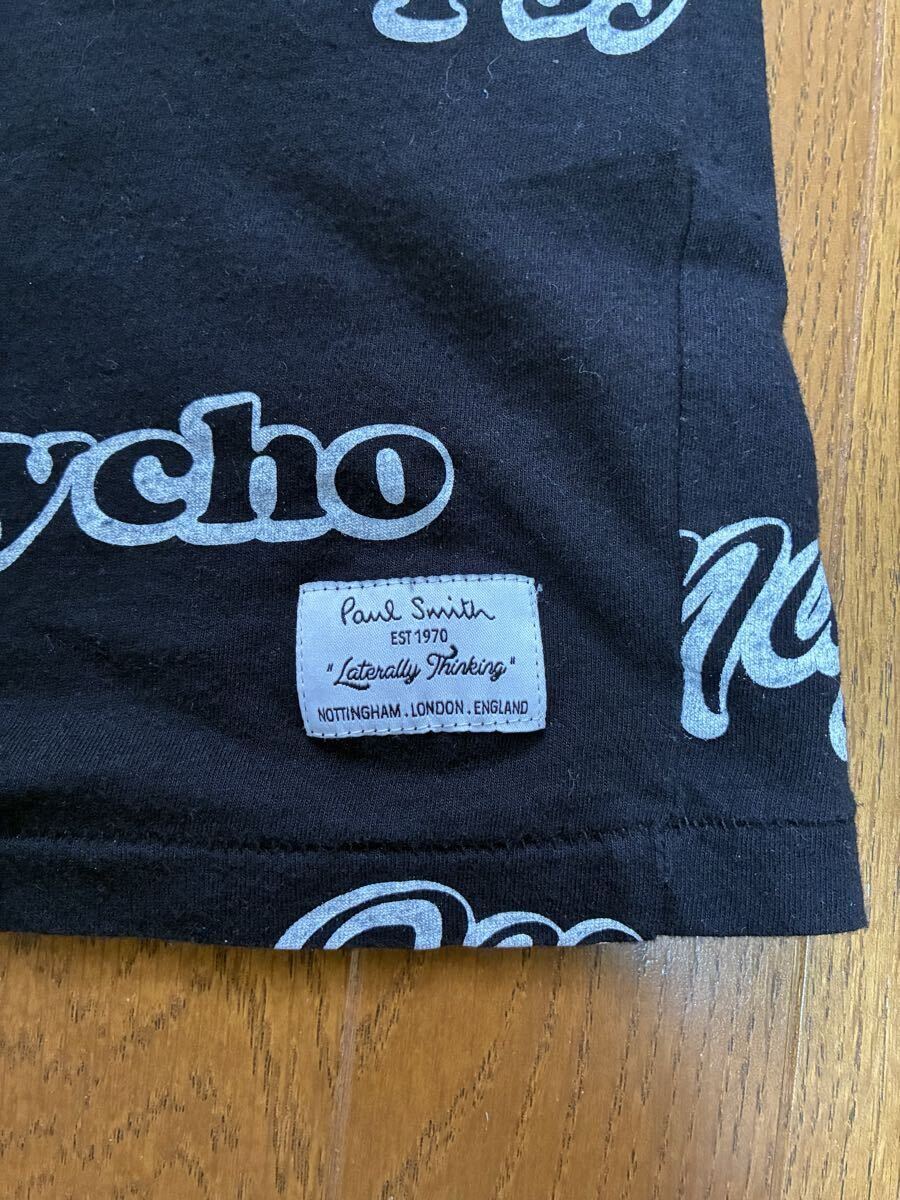 ycho
Paul Smith
EST 1970
"Laterally Thinking"
NOTTINGHAM . LONDON . ENGLAND